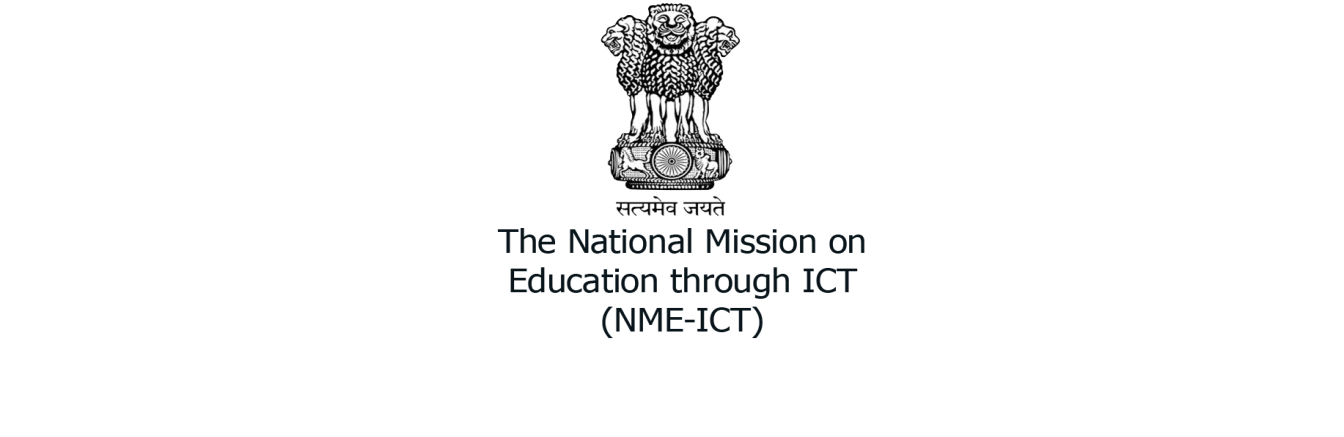 सत्यमेव जयते
The National Mission on
Education through ICT
(NME-ICT)